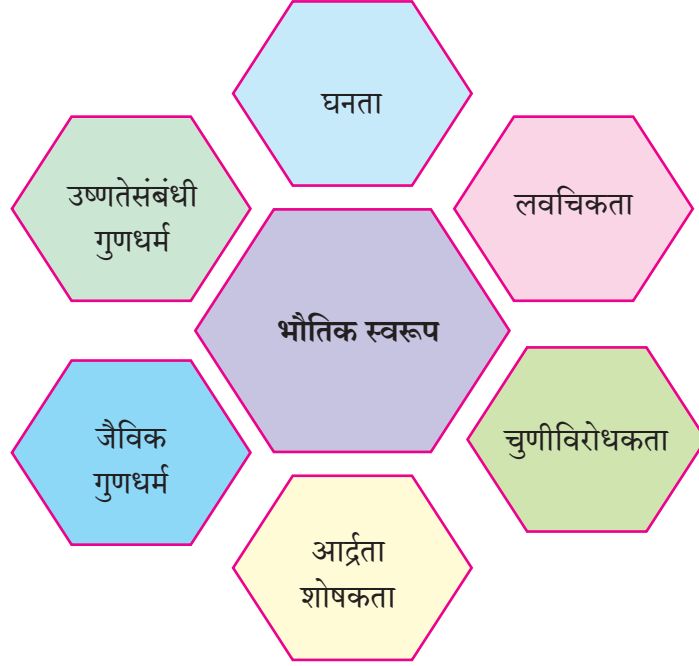 घनता
उष्णतेसंबंधी
गुणधर्म
लवचिकता
भौतिक स्वरूप
जैविक
गुणधर्म
चुणीविरोधकता
आर्द्रता
शोषकता